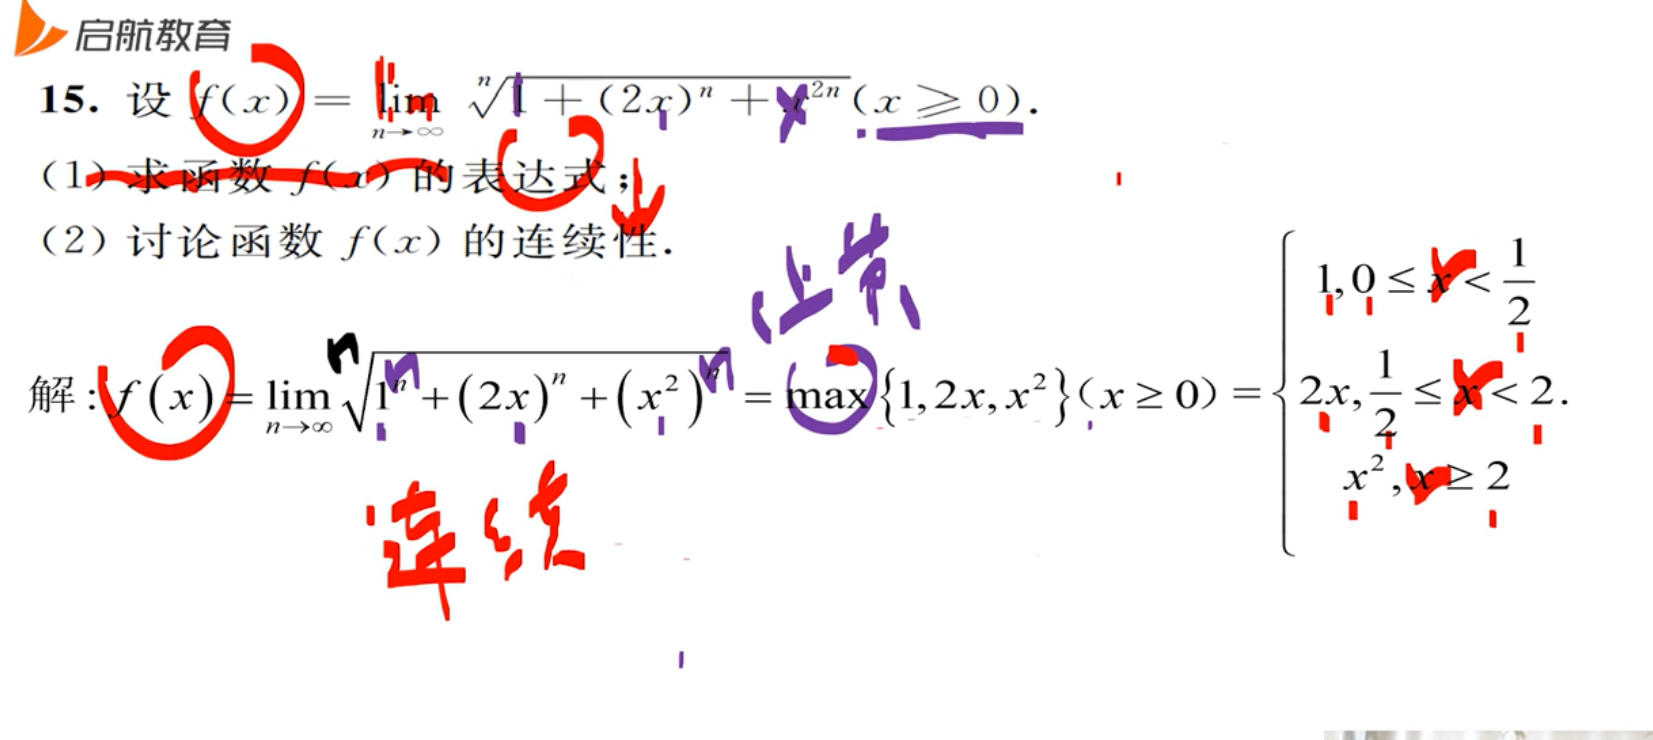 启航教育
15. 设 f(x) = lim_{n→∞} ⁿ√(1 + (2x)ⁿ + x²ⁿ) (x ⩾ 0).
(1) 求函数 f(x) 的表达式;
(2) 讨论函数 f(x) 的连续性.
上节
解: f(x) = lim_{n→∞} ⁿ√(1ⁿ + (2x)ⁿ + (x²)ⁿ) = max{1, 2x, x²}(x ≥ 0) = { 1, 0 ≤ x < 1/2
2x, 1/2 ≤ x < 2.
x², x ≥ 2
连续